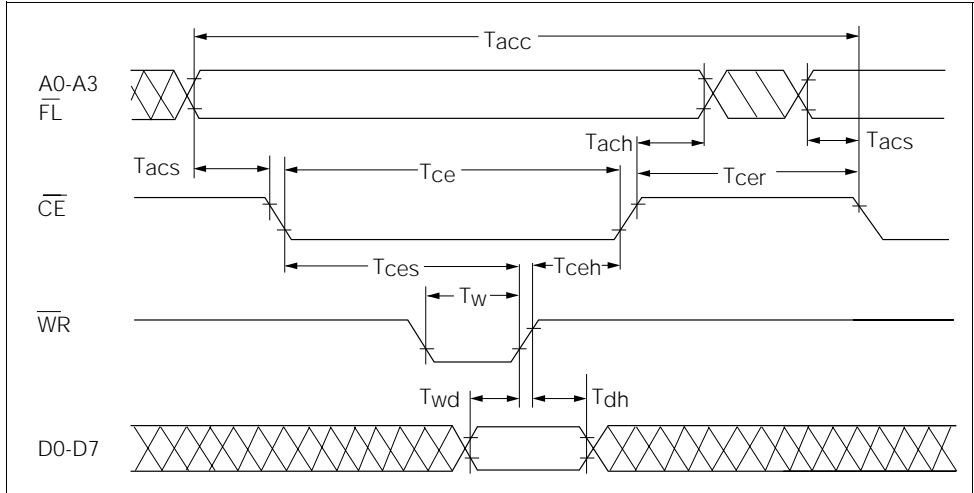 Tacc
A0-A3
FL
Tach
Tacs
Tacs
Tce
Tcer
CE
Tces
Tceh
Tw
WR
Twd
Tdh
D0-D7